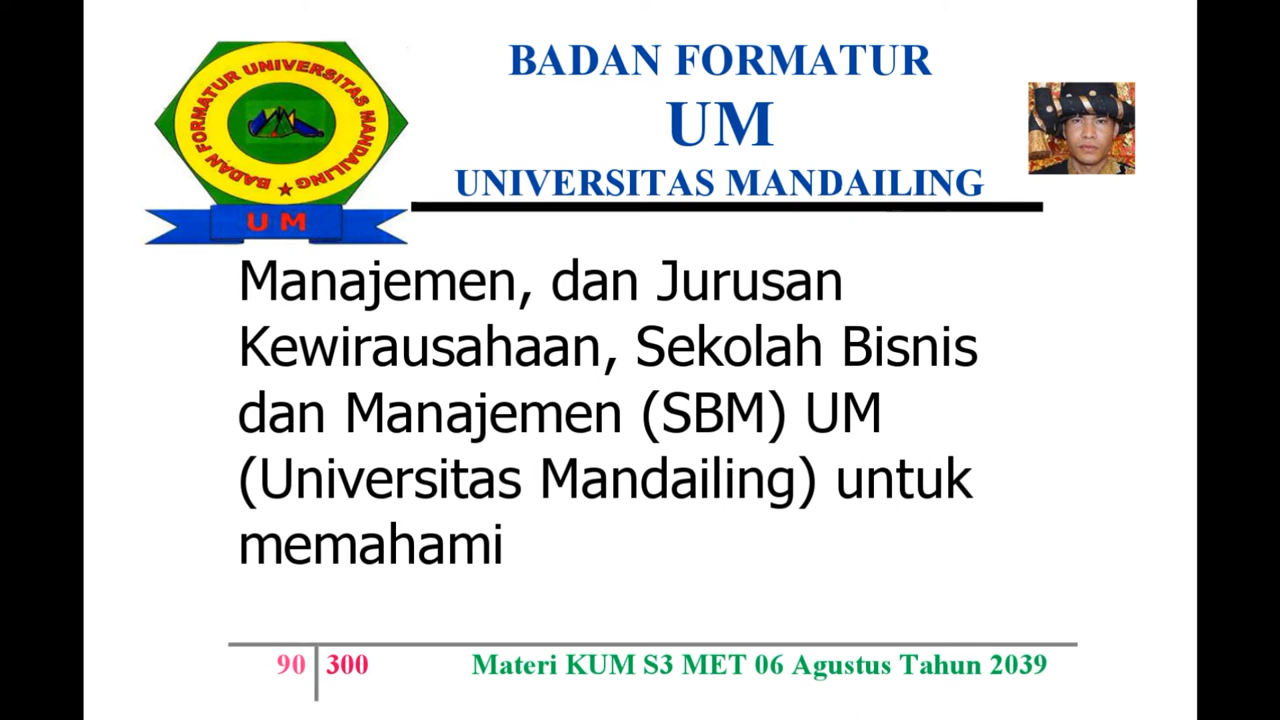 BADAN FORMATUR UNIVERSITAS MANDAILING
U M
BADAN FORMATUR
UM
UNIVERSITAS MANDAILING
Manajemen, dan Jurusan
Kewirausahaan, Sekolah Bisnis
dan Manajemen (SBM) UM
(Universitas Mandailing) untuk
memahami
90 300 Materi KUM S3 MET 06 Agustus Tahun 2039